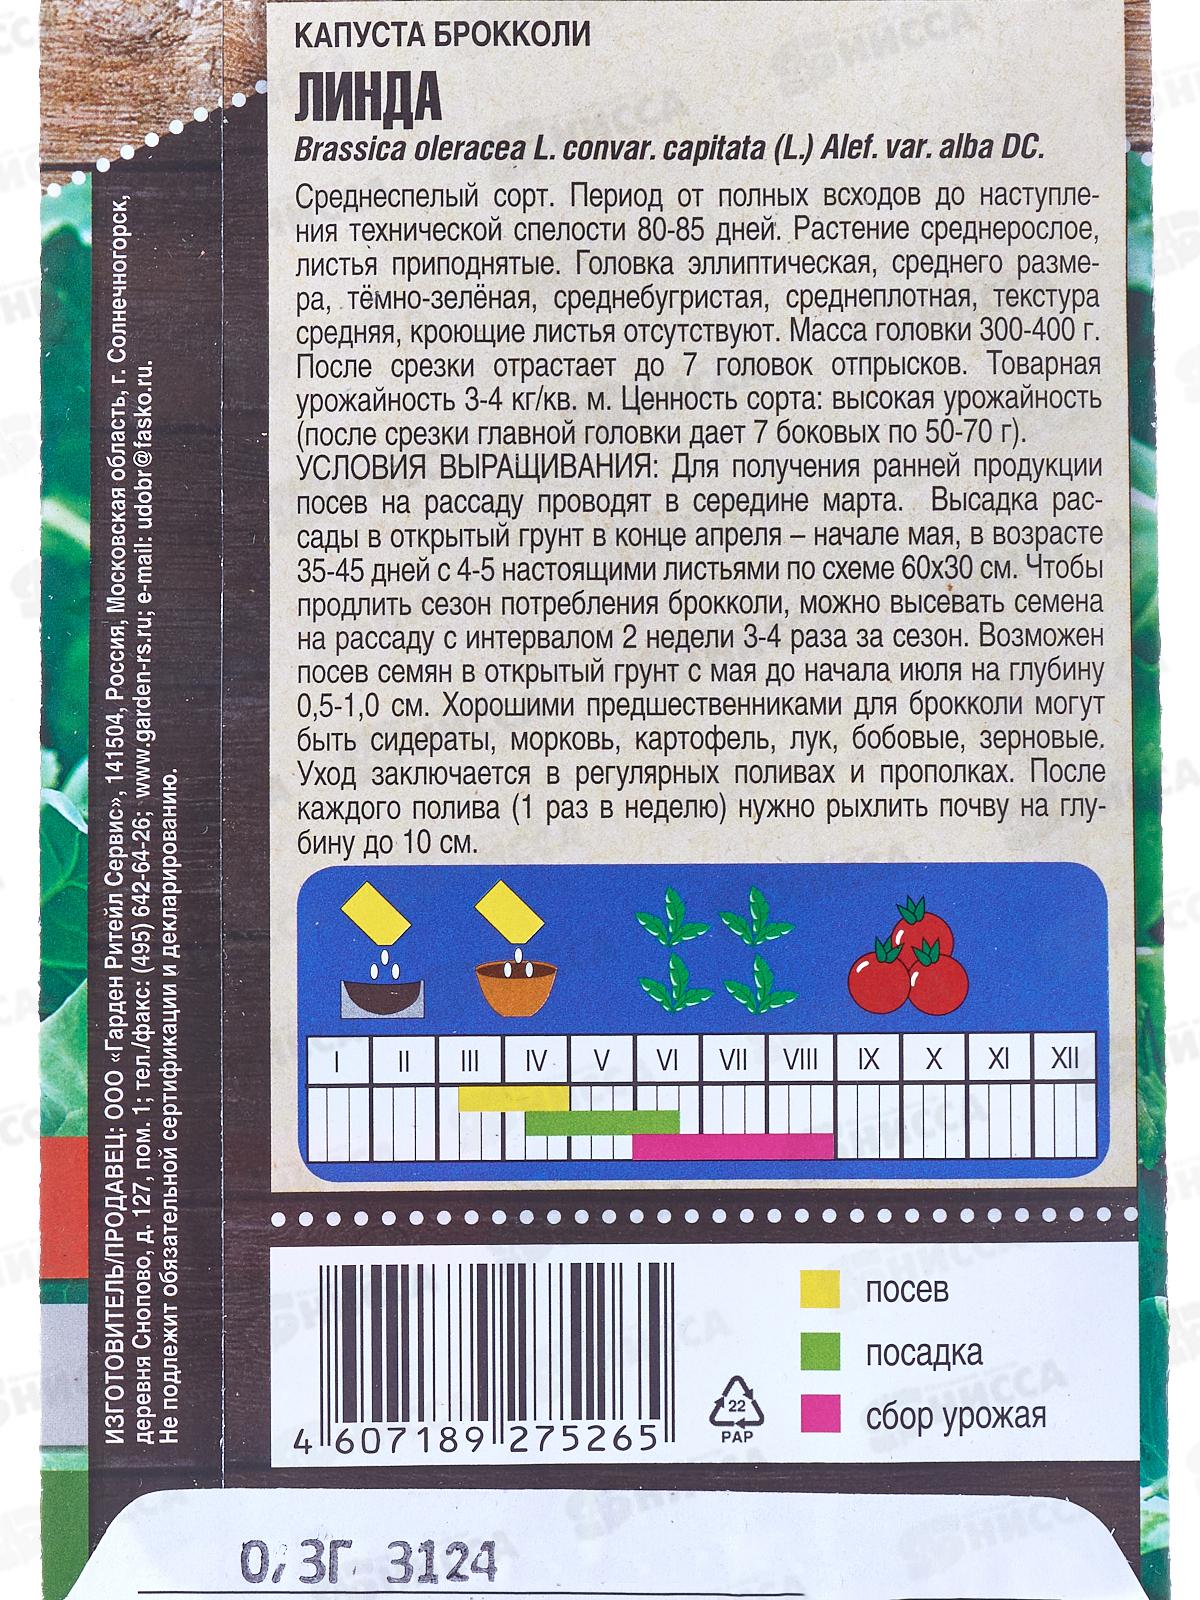 КАПУСТА БРОККОЛИ
ЛИНДА
Brassica oleracea L. convar. capitata (L.) Alef. var. alba DC.
Среднеспелый сорт. Период от полных всходов до наступле-
ния технической спелости 80-85 дней. Растение среднерослое,
листья приподнятые. Головка эллиптическая, среднего разме-
ра, тёмно-зелёная, среднебугристая, среднеплотная, текстура
средняя, кроющие листья отсутствуют. Масса головки 300-400 г.
После срезки отрастает до 7 головок отпрысков. Товарная
урожайность 3-4 кг/кв. м. Ценность сорта: высокая урожайность
(после срезки главной головки дает 7 боковых по 50-70 г).
УСЛОВИЯ ВЫРАЩИВАНИЯ: Для получения ранней продукции
посев на рассаду проводят в середине марта. Высадка рас-
сады в открытый грунт в конце апреля – начале мая, в возрасте
35-45 дней с 4-5 настоящими листьями по схеме 60х30 см. Чтобы
продлить сезон потребления брокколи, можно высевать семена
на рассаду с интервалом 2 недели 3-4 раза за сезон. Возможен
посев семян в открытый грунт с мая до начала июля на глубину
0,5-1,0 см. Хорошими предшественниками для брокколи могут
быть сидераты, морковь, картофель, лук, бобовые, зерновые.
Уход заключается в регулярных поливах и прополках. После
каждого полива (1 раз в неделю) нужно рыхлить почву на глу-
бину до 10 см.
I II III IV V VI VII VIII IX X XI XII
посев
посадка
сбор урожая
22
PAP
4 607189 275265
0,3Г 3124
ИЗГОТОВИТЕЛЬ/ПРОДАВЕЦ: ООО «Гарден Ритейл Сервис», 141504, Россия, Московская область, г. Солнечногорск,
деревня Снопово, д. 127, пом. 1; тел./факс: (495) 642-64-26; www.garden-rs.ru; e-mail: udobr@fasko.ru.
Не подлежит обязательной сертификации и декларированию.
НИССА